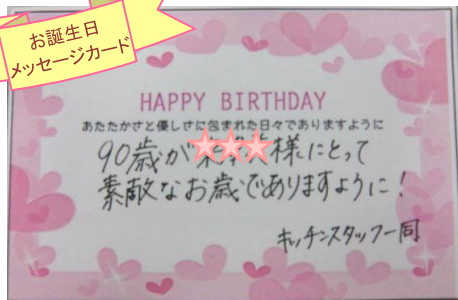 お誕生日
メッセージカード
HAPPY BIRTHDAY
あたたかさと優しさに包まれた日々でありますように
90歳が 様にとって
素敵なお歳でありますように！
キッチンスタッフ一同